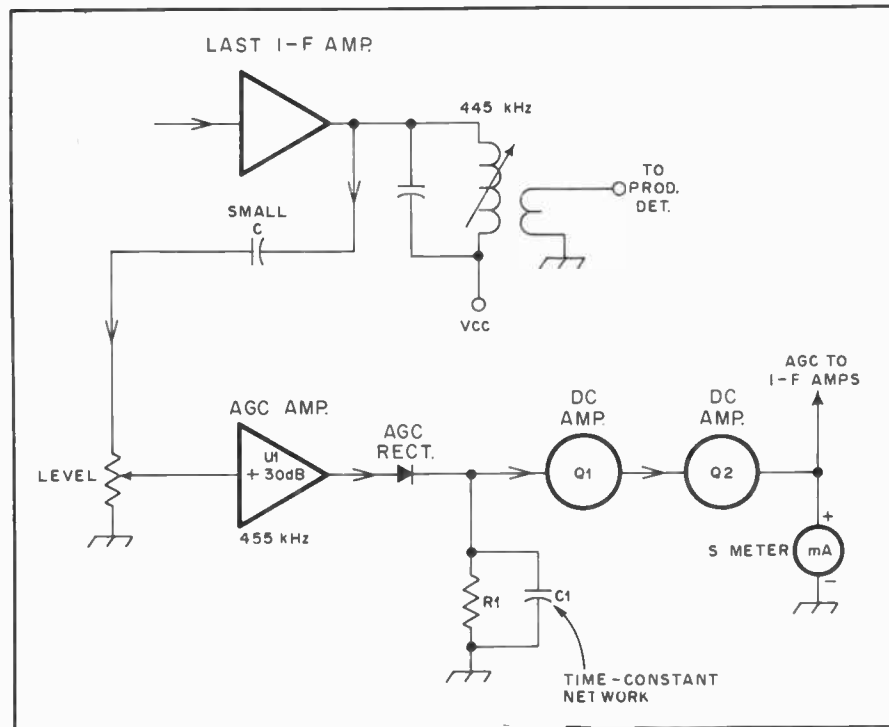 LAST I-F AMP.
445 kHz
TO
PROD.
DET.
SMALL
C
VCC
AGC TO
I-F AMPS
AGC AMP.
AGC
RECT.
DC
AMP.
DC
AMP.
LEVEL
U1
+30dB
Q1
Q2
455 kHz
+
S METER
mA
-
R1
C1
TIME-CONSTANT
NETWORK